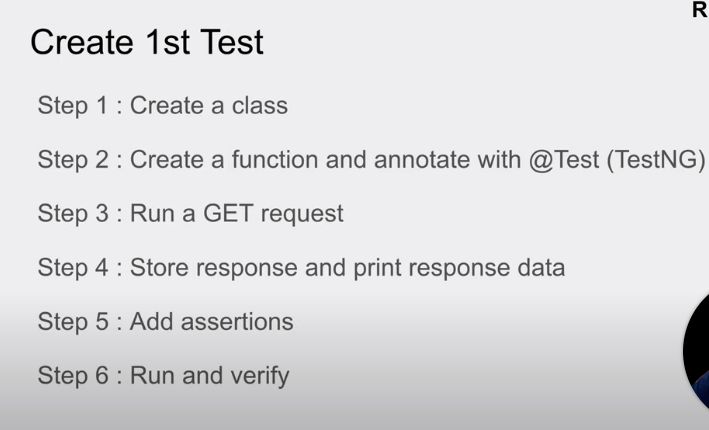 R
Create 1st Test
Step 1 : Create a class
Step 2 : Create a function and annotate with @Test (TestNG)
Step 3 : Run a GET request
Step 4 : Store response and print response data
Step 5 : Add assertions
Step 6 : Run and verify